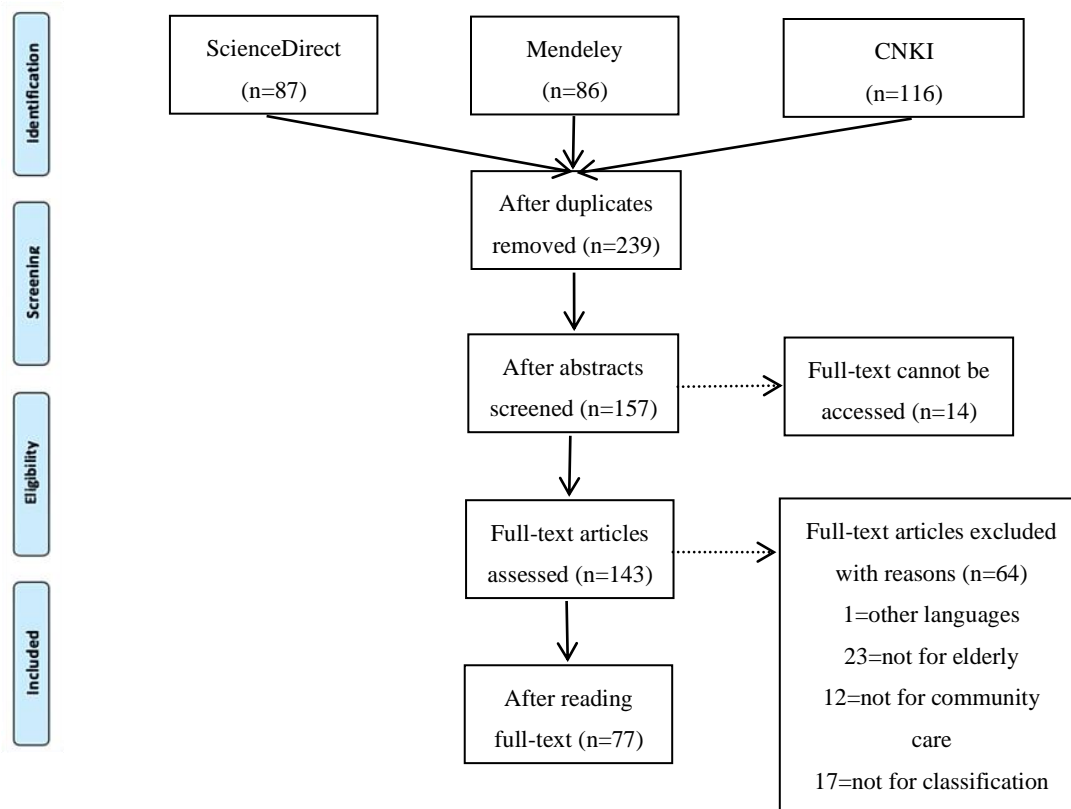 Identification
ScienceDirect
(n=87)
Mendeley
(n=86)
CNKI
(n=116)
After duplicates
removed (n=239)
Screening
After abstracts
screened (n=157)
Full-text cannot be
accessed (n=14)
Eligibility
Full-text articles
assessed (n=143)
Full-text articles excluded
with reasons (n=64)
1=other languages
23=not for elderly
12=not for community
care
17=not for classification
Included
After reading
full-text (n=77)